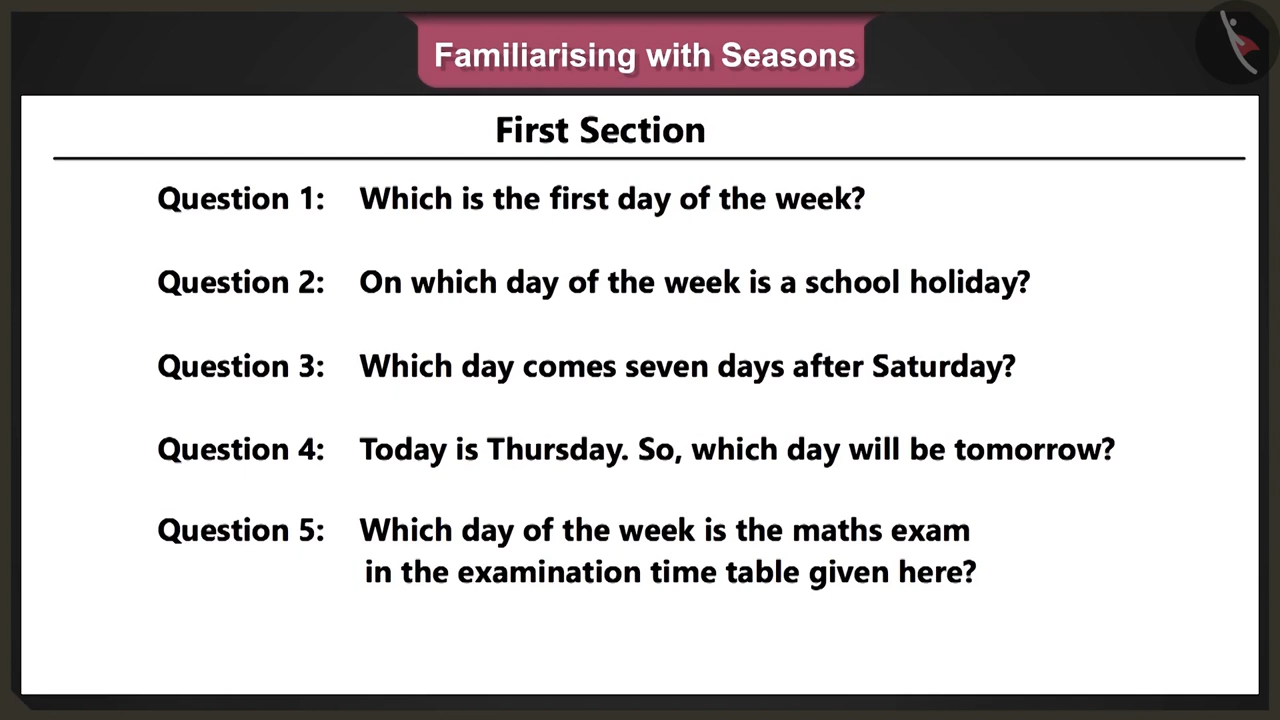 Familiarising with Seasons
First Section
Question 1: Which is the first day of the week?
Question 2: On which day of the week is a school holiday?
Question 3: Which day comes seven days after Saturday?
Question 4: Today is Thursday. So, which day will be tomorrow?
Question 5: Which day of the week is the maths exam
in the examination time table given here?